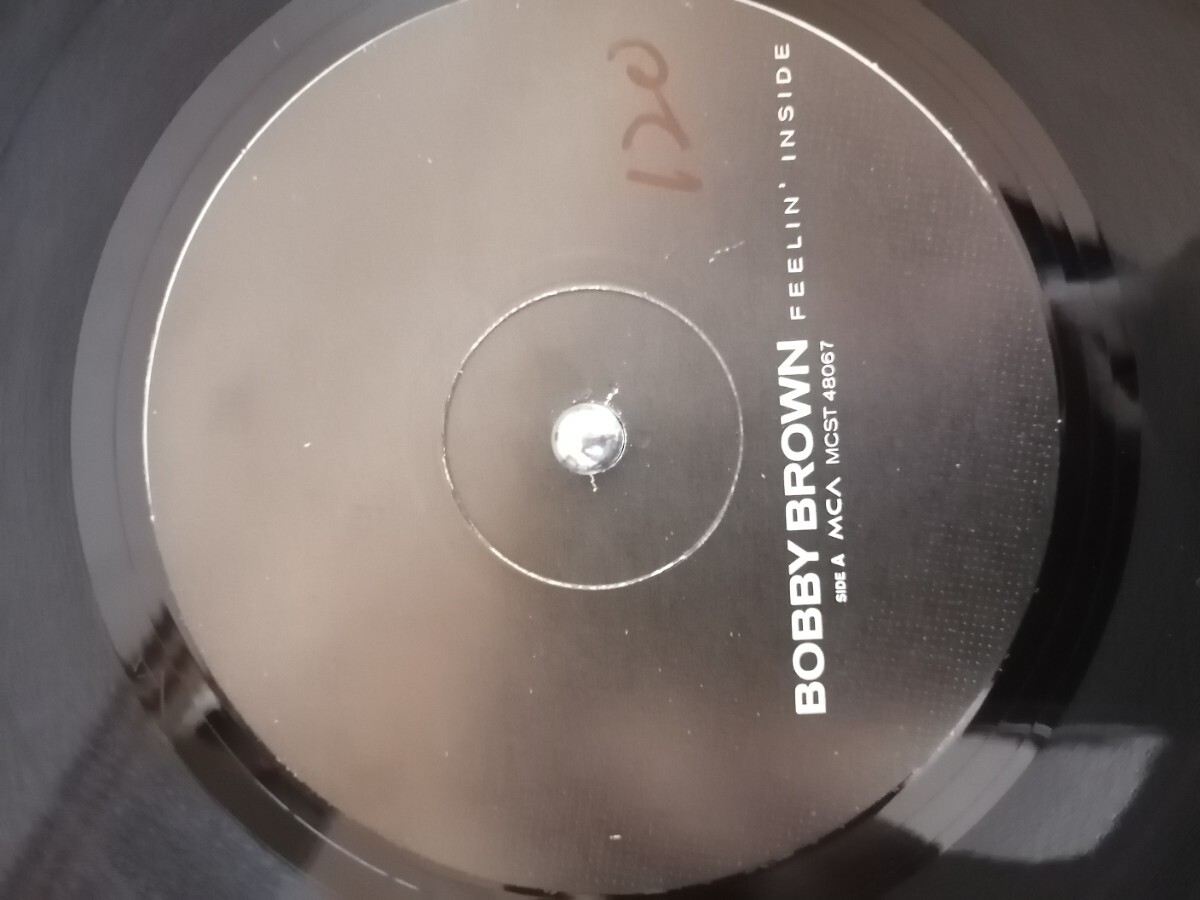 BOBBY BROWN FEELIN' INSIDE
SIDE A MCA MCST 48067